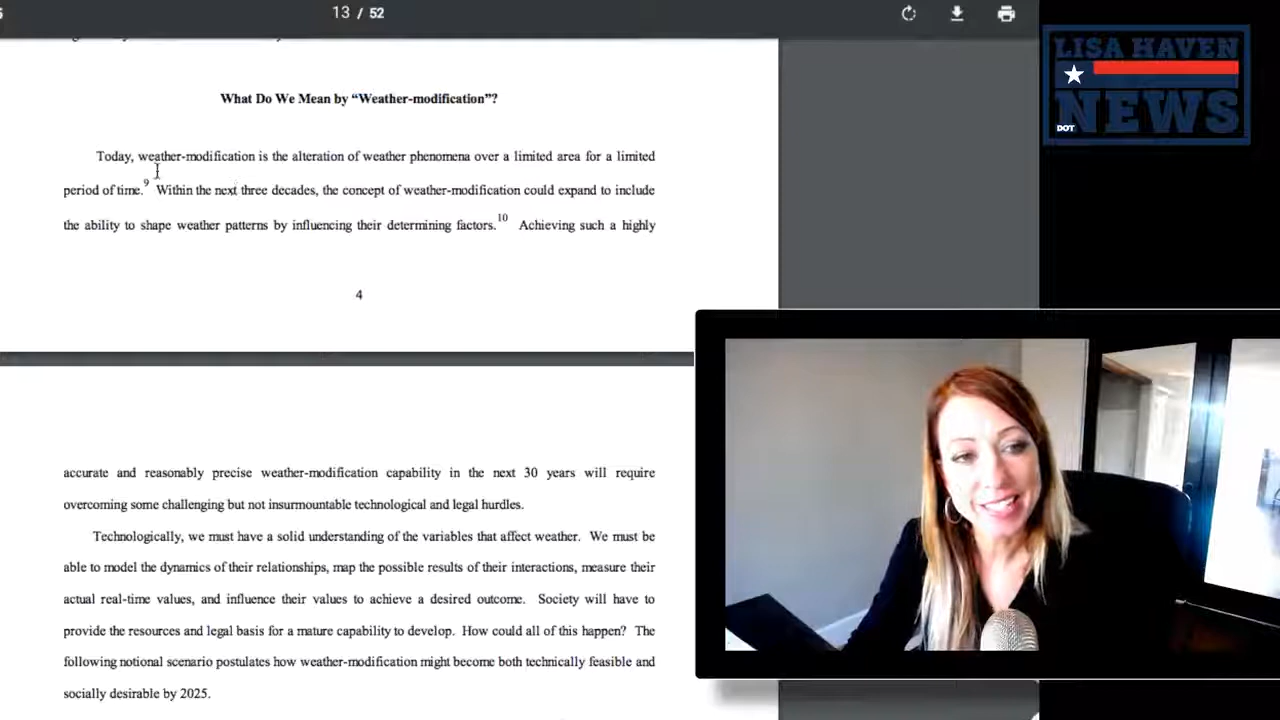 13 / 52
LISA HAVEN
DOT NEWS
What Do We Mean by “Weather-modification”?
Today, weather-modification is the alteration of weather phenomena over a limited area for a limited
period of time.9 Within the next three decades, the concept of weather-modification could expand to include
the ability to shape weather patterns by influencing their determining factors.10 Achieving such a highly
4
accurate and reasonably precise weather-modification capability in the next 30 years will require
overcoming some challenging but not insurmountable technological and legal hurdles.
Technologically, we must have a solid understanding of the variables that affect weather. We must be
able to model the dynamics of their relationships, map the possible results of their interactions, measure their
actual real-time values, and influence their values to achieve a desired outcome. Society will have to
provide the resources and legal basis for a mature capability to develop. How could all of this happen? The
following notional scenario postulates how weather-modification might become both technically feasible and
socially desirable by 2025.